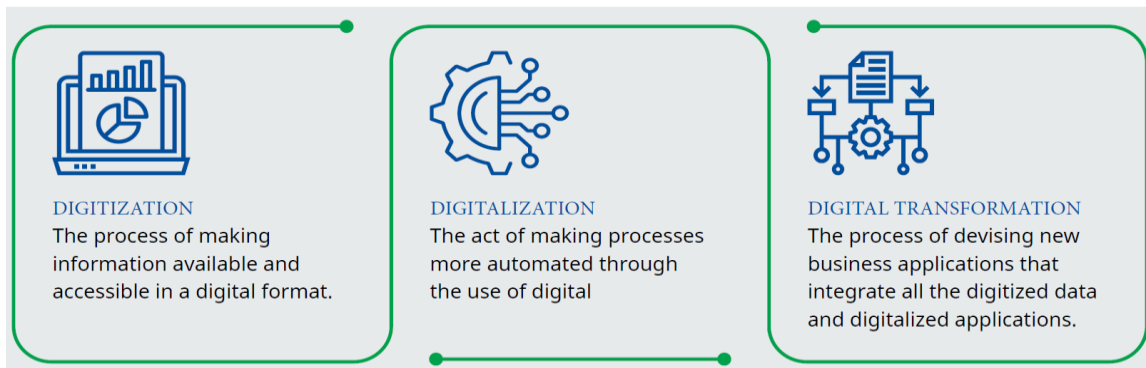 DIGITIZATION
The process of making
information available and
accessible in a digital format.
DIGITALIZATION
The act of making processes
more automated through
the use of digital
DIGITAL TRANSFORMATION
The process of devising new
business applications that
integrate all the digitized data
and digitalized applications.